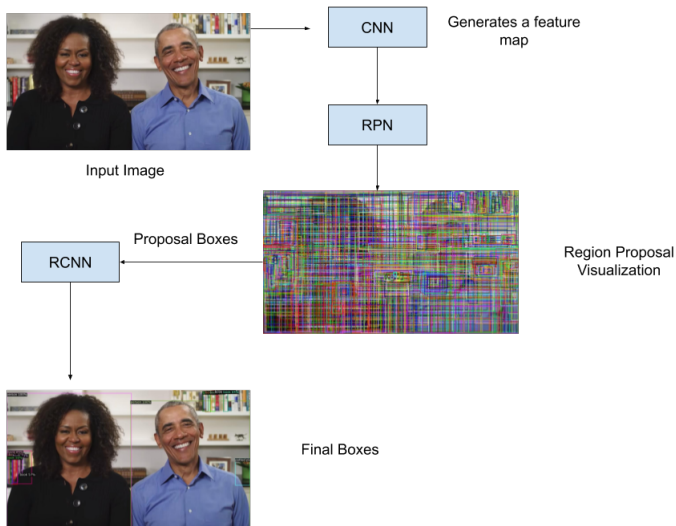 CNN
Generates a feature
map
RPN
Input Image
Proposal Boxes
RCNN
Region Proposal
Visualization
Final Boxes